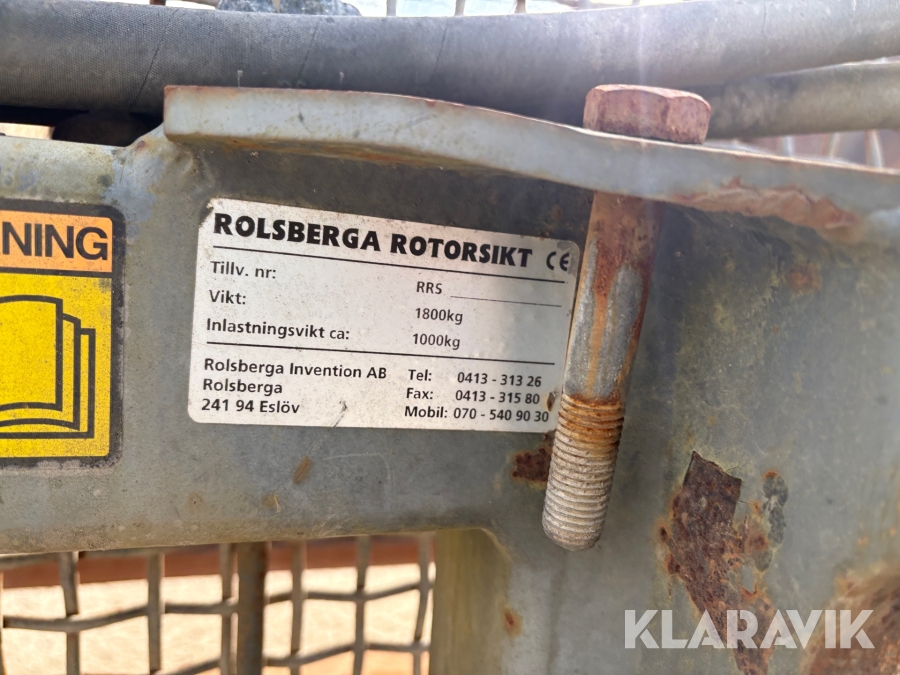 NING
ROLSBERGA ROTORSIKT CE
Tillv. nr: RRS
Vikt: 1800kg
Inlastningsvikt ca: 1000kg
Rolsberga Invention AB Tel: 0413 - 313 26
Rolsberga Fax: 0413 - 315 80
241 94 Eslöv Mobil: 070 - 540 90 30
KLARAVIK